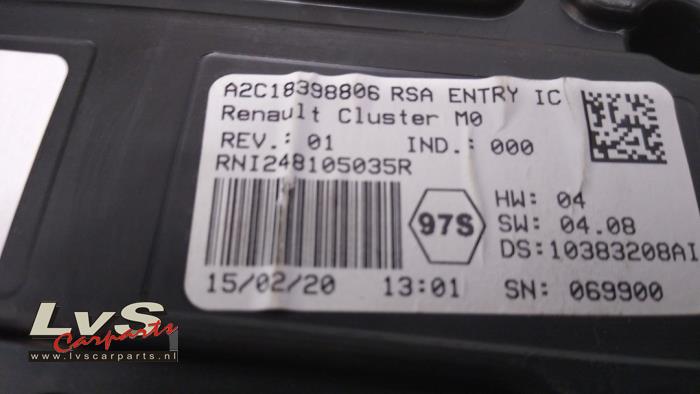 A2C18398806 RSA ENTRY IC
Renault Cluster M0
REV.: 01 IND.: 000
RNI248105035R
97S
HW: 04
SW: 04.08
DS:10383208AI
15/02/20 13:01 SN: 069900
LvS
Carparts
www.lvscarparts.nl